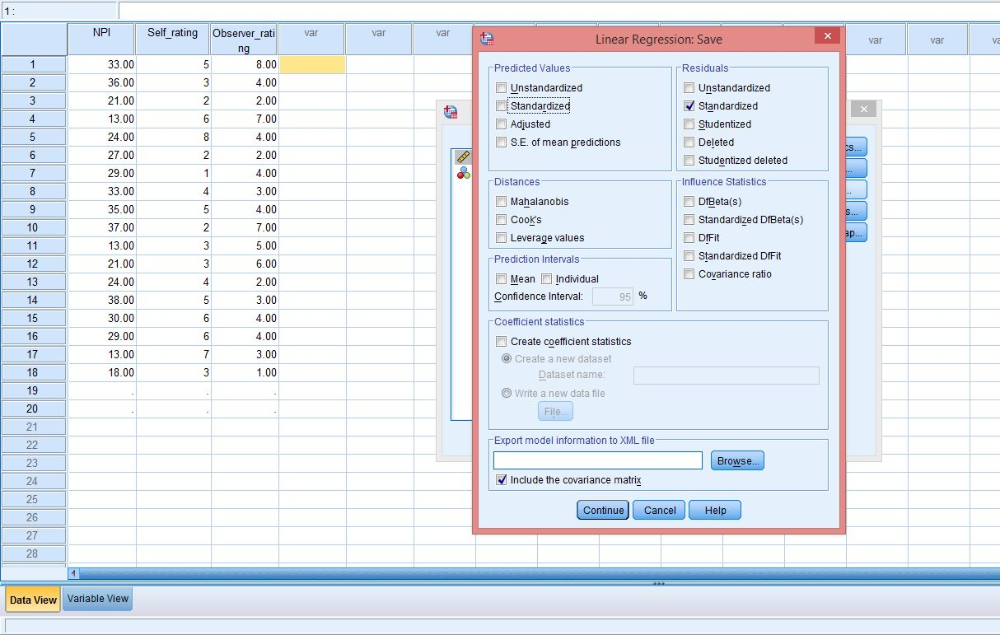 1 :
NPI Self_rating Observer_rati
ng var var var var var va
1 33.00 5 8.00
2 36.00 3 4.00
3 21.00 2 2.00
4 13.00 6 7.00
5 24.00 8 4.00
6 27.00 2 2.00
7 29.00 1 4.00
8 33.00 4 3.00
9 35.00 5 4.00
10 37.00 2 7.00
11 13.00 3 5.00
12 21.00 3 6.00
13 24.00 4 2.00
14 38.00 5 3.00
15 30.00 6 4.00
16 29.00 6 4.00
17 13.00 7 3.00
18 18.00 3 1.00
19 . . .
20 . . .
21
22
23
24
25
26
27
28
Linear Regression: Save
Predicted Values
Unstandardized
Standardized
Adjusted
S.E. of mean predictions
Residuals
Unstandardized
Standardized
Studentized
Deleted
Studentized deleted
Distances
Mahalanobis
Cook's
Leverage values
Influence Statistics
DfBeta(s)
Standardized DfBeta(s)
DfFit
Standardized DfFit
Covariance ratio
Prediction Intervals
Mean Individual
Confidence Interval: 95 %
Coefficient statistics
Create coefficient statistics
Create a new dataset
Dataset name:
Write a new data file
File...
Export model information to XML file
Browse...
Include the covariance matrix
Continue Cancel Help
cs...
...
..
s...
ap...
Data View Variable View